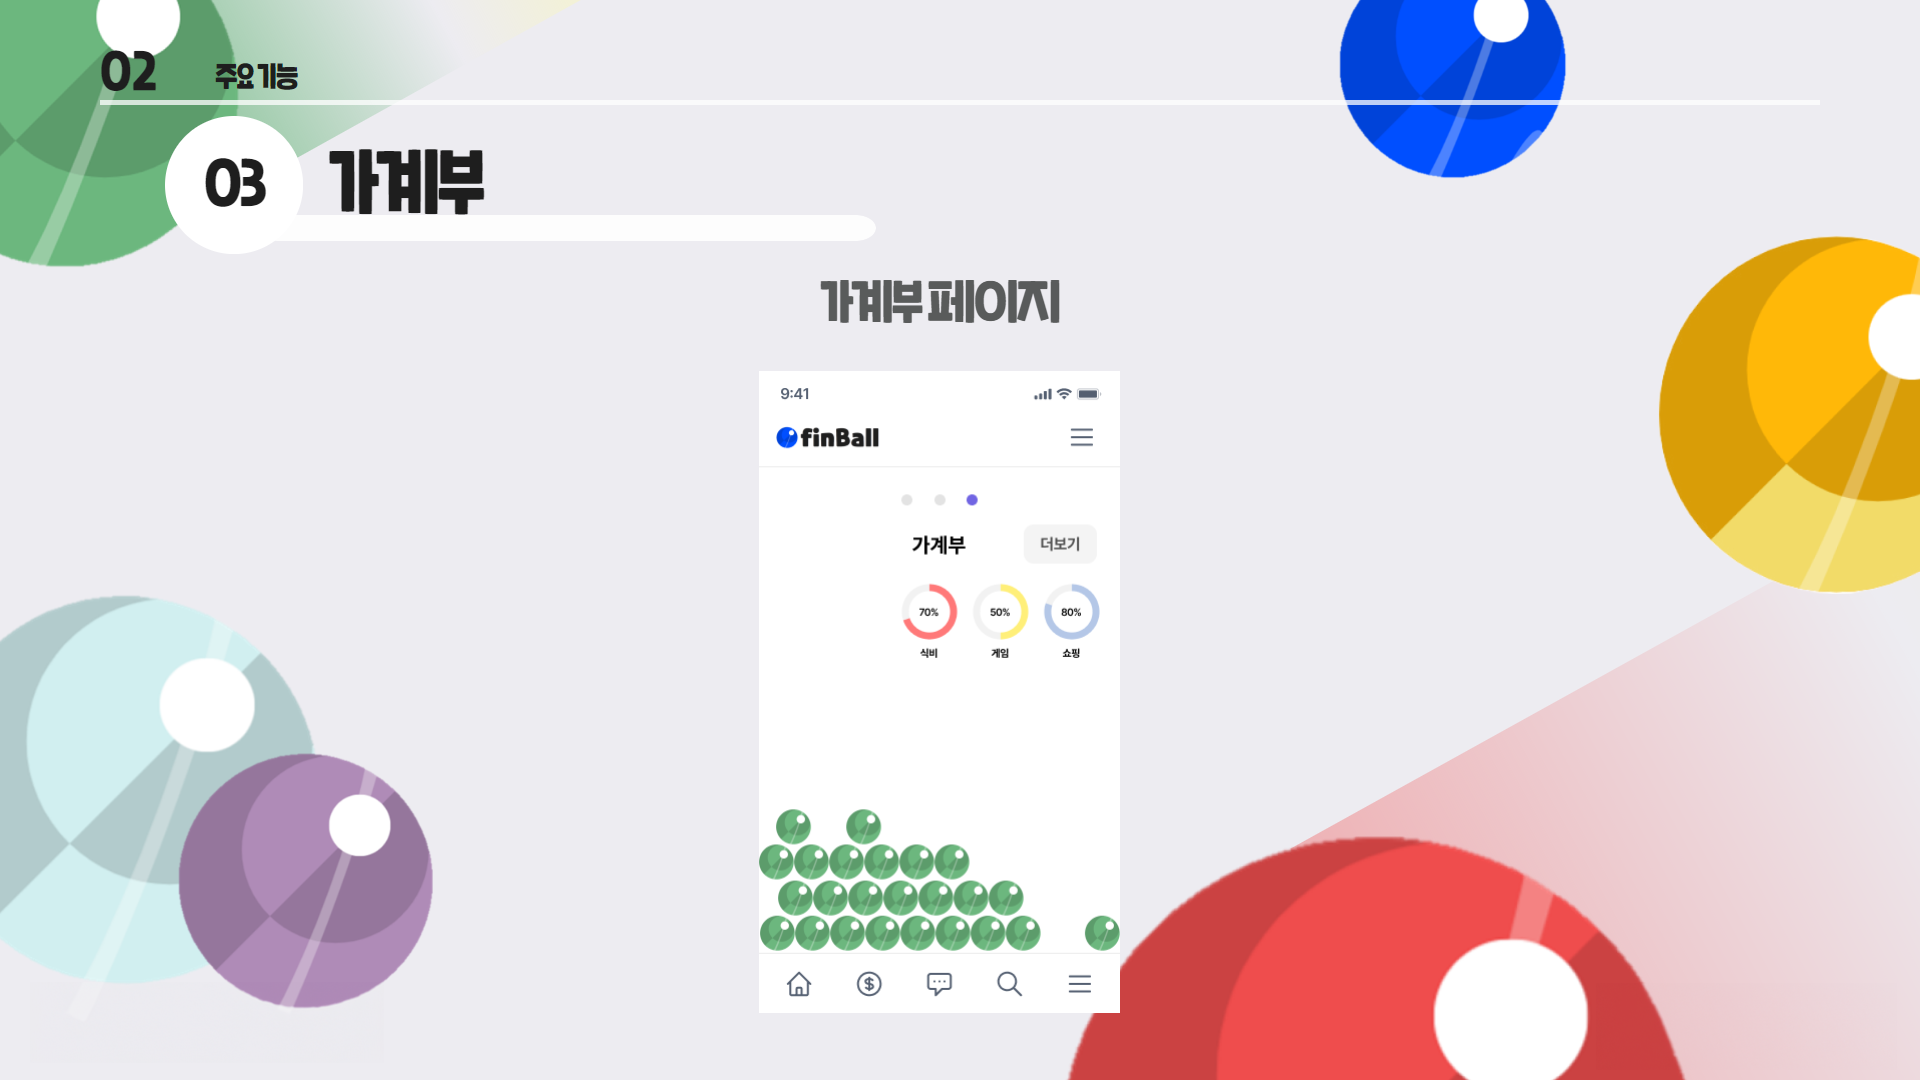 02 주요 기능
03 가계부
가계부 페이지
9:41
finBall
가계부 더보기
70% 50% 80%
식비 게임 쇼핑